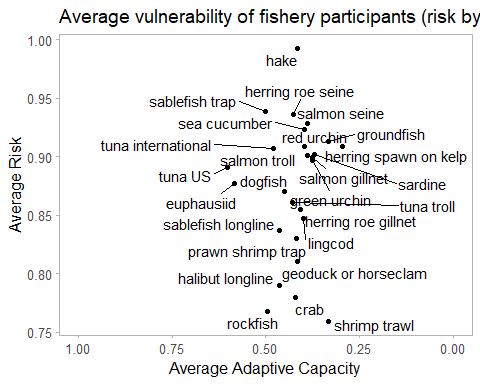 Average vulnerability of fishery participants (risk by
1.00
hake
herring roe seine
0.95
sablefish trap
salmon seine
sea cucumber
red urchin
groundfish
tuna international
0.90
salmon troll
herring spawn on kelp
tuna US
dogfish
salmon gillnet
sardine
euphausiid
green urchin
tuna troll
0.85
sablefish longline
herring roe gillnet
lingcod
prawn shrimp trap
0.80
halibut longline
geoduck or horseclam
crab
rockfish
shrimp trawl
0.75
Average Risk
1.00
0.75
0.50
0.25
0.00
Average Adaptive Capacity